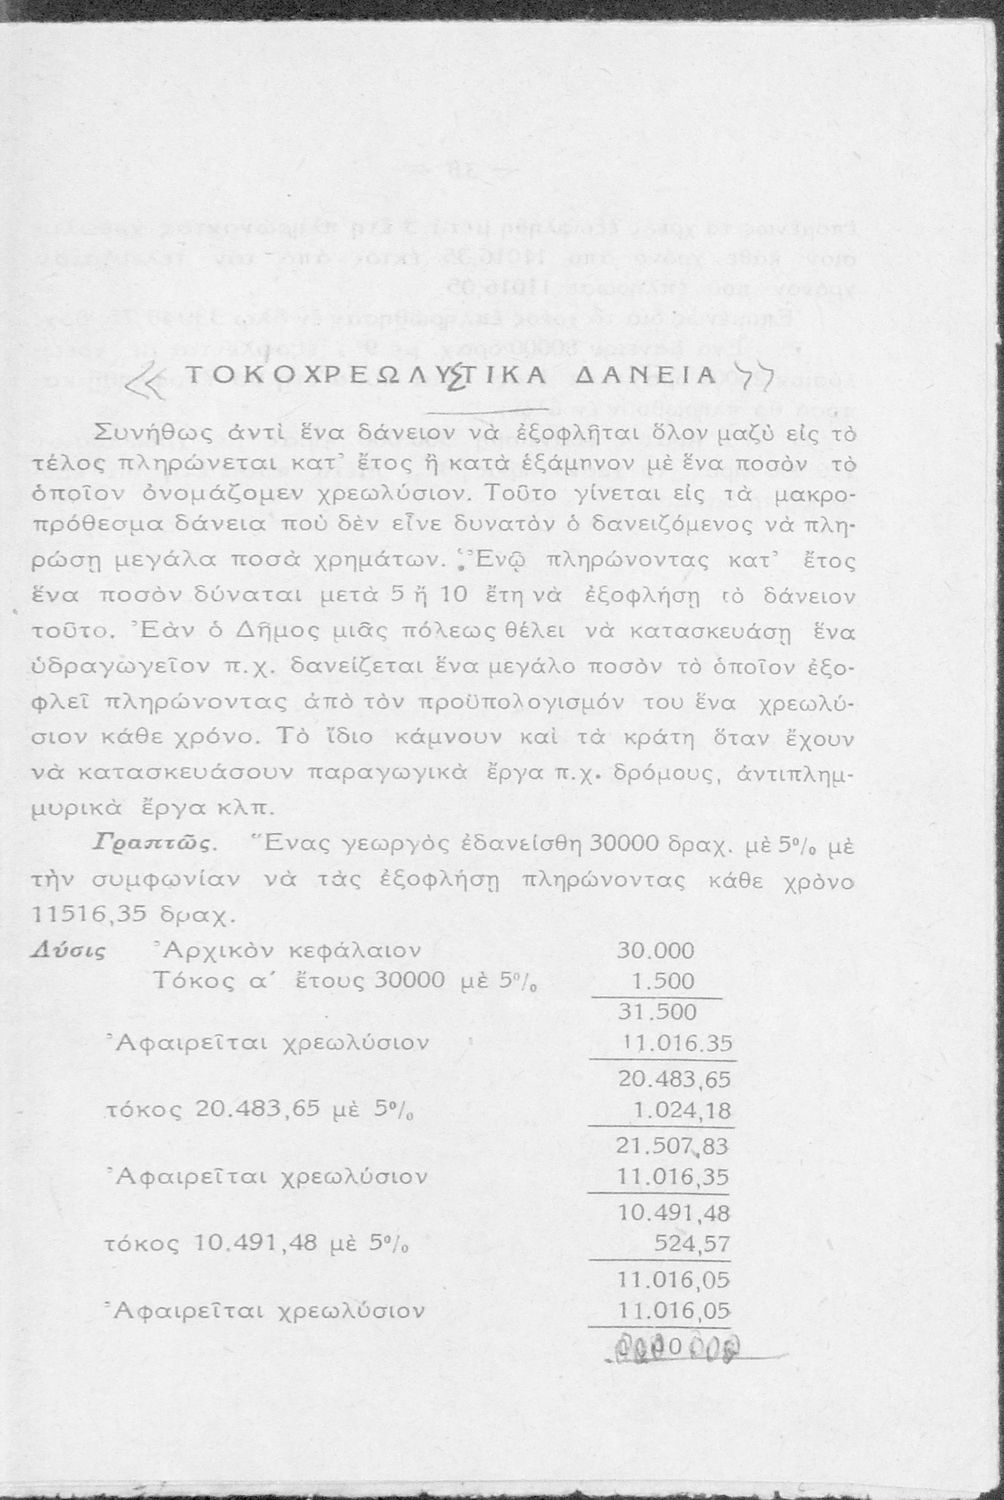 ΤΟΚΟΧΡΕΩΛΥΣΤΙΚΑ ΔΑΝΕΙΑ
Συνήθως ἀντὶ ἕνα δάνειον νὰ ἐξοφλῆται ὅλον μαζὺ εἰς τὸ
τέλος πληρώνεται κατ’ ἔτος ἢ κατὰ ἑξάμηνον μὲ ἕνα ποσὸν τὸ
ὁποῖον ὀνομάζομεν χρεωλύσιον. Τοῦτο γίνεται εἰς τὰ μακρο-
πρόθεσμα δάνεια ποὺ δὲν εἶνε δυνατὸν ὁ δανειζόμενος νὰ πλη-
ρώσῃ μεγάλα ποσὰ χρημάτων. Ἐνῷ πληρώνοντας κατ’ ἔτος
ἕνα ποσὸν δύναται μετὰ 5 ἢ 10 ἔτη νὰ ἐξοφλήσῃ τὸ δάνειον
τοῦτο. Ἐὰν ὁ Δῆμος μιᾶς πόλεως θέλει νὰ κατασκευάσῃ ἕνα
ὑδραγωγεῖον π.χ. δανείζεται ἕνα μεγάλο ποσὸν τὸ ὁποῖον ἐξο-
φλεῖ πληρώνοντας ἀπὸ τὸν προϋπολογισμόν του ἕνα χρεωλύ-
σιον κάθε χρόνο. Τὸ ἴδιο κάμνουν καὶ τὰ κράτη ὅταν ἔχουν
νὰ κατασκευάσουν παραγωγικὰ ἔργα π.χ. δρόμους, ἀντιπλημ-
μυρικὰ ἔργα κλπ.
Γραπτῶς. Ἕνας γεωργὸς ἐδανείσθη 30000 δραχ. μὲ 5% μὲ
τὴν συμφωνίαν νὰ τὰς ἐξοφλήσῃ πληρώνοντας κάθε χρὸνο
11516,35 δραχ.
Λύσις Ἀρχικὸν κεφάλαιον 30.000
Τόκος α΄ ἔτους 30000 μὲ 5% 1.500
31.500
Ἀφαιρεῖται χρεωλύσιον 11.016.35
20.483,65
τόκος 20.483,65 μὲ 5% 1.024,18
21.507,83
Ἀφαιρεῖται χρεωλύσιον 11.016,35
10.491,48
τόκος 10.491,48 μὲ 5% 524,57
11.016,05
Ἀφαιρεῖται χρεωλύσιον 11.016,05